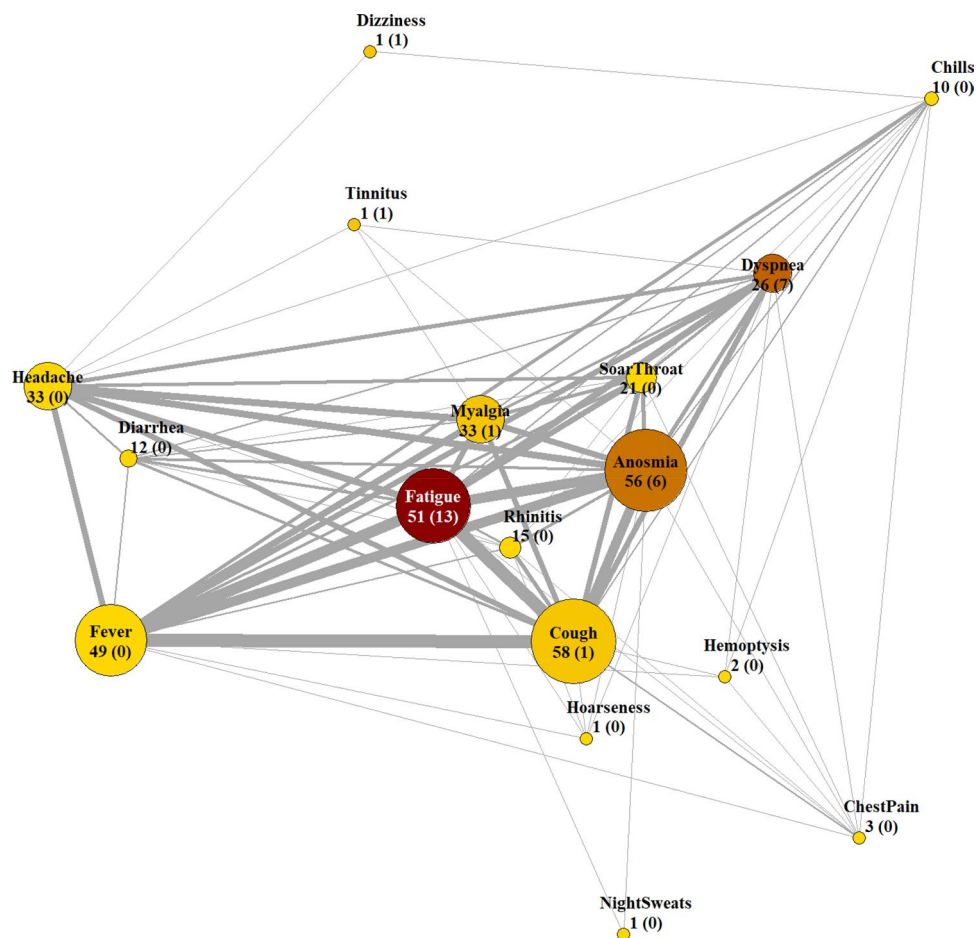 Dizziness
1 (1)
Chills
10 (0)
Tinnitus
1 (1)
Dyspnea
26 (7)
Headache
33 (0)
SoarThroat
21 (0)
Myalgia
33 (1)
Diarrhea
12 (0)
Anosmia
56 (6)
Fatigue
51 (13)
Rhinitis
15 (0)
Fever
49 (0)
Cough
58 (1)
Hemoptysis
2 (0)
Hoarseness
1 (0)
ChestPain
3 (0)
NightSweats
1 (0)